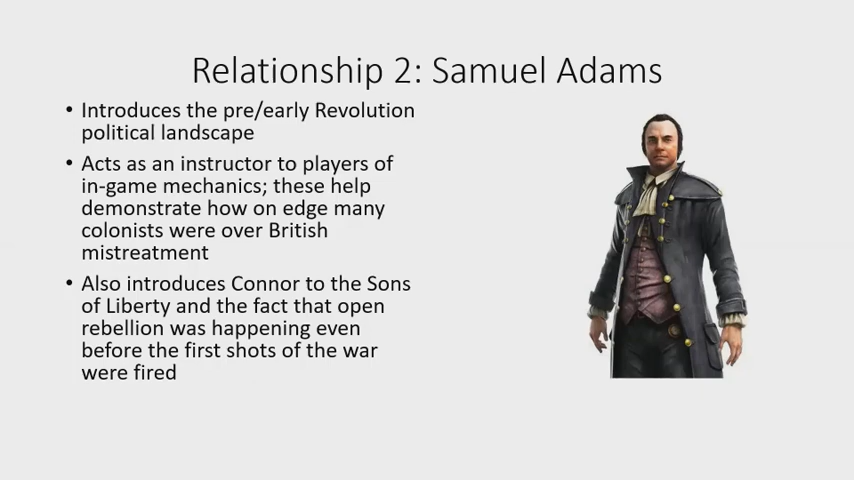 Relationship 2: Samuel Adams
• Introduces the pre/early Revolution
political landscape
• Acts as an instructor to players of
in-game mechanics; these help
demonstrate how on edge many
colonists were over British
mistreatment
• Also introduces Connor to the Sons
of Liberty and the fact that open
rebellion was happening even
before the first shots of the war
were fired